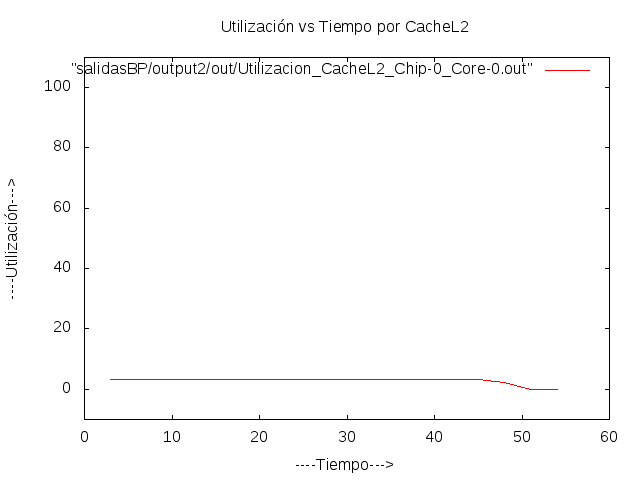 Utilización vs Tiempo por CacheL2
"salidasBP/output2/out/Utilizacion_CacheL2_Chip-0_Core-0.out"
100
80
60
40
20
0
----Utilización--->
0 10 20 30 40 50 60
----Tiempo--->